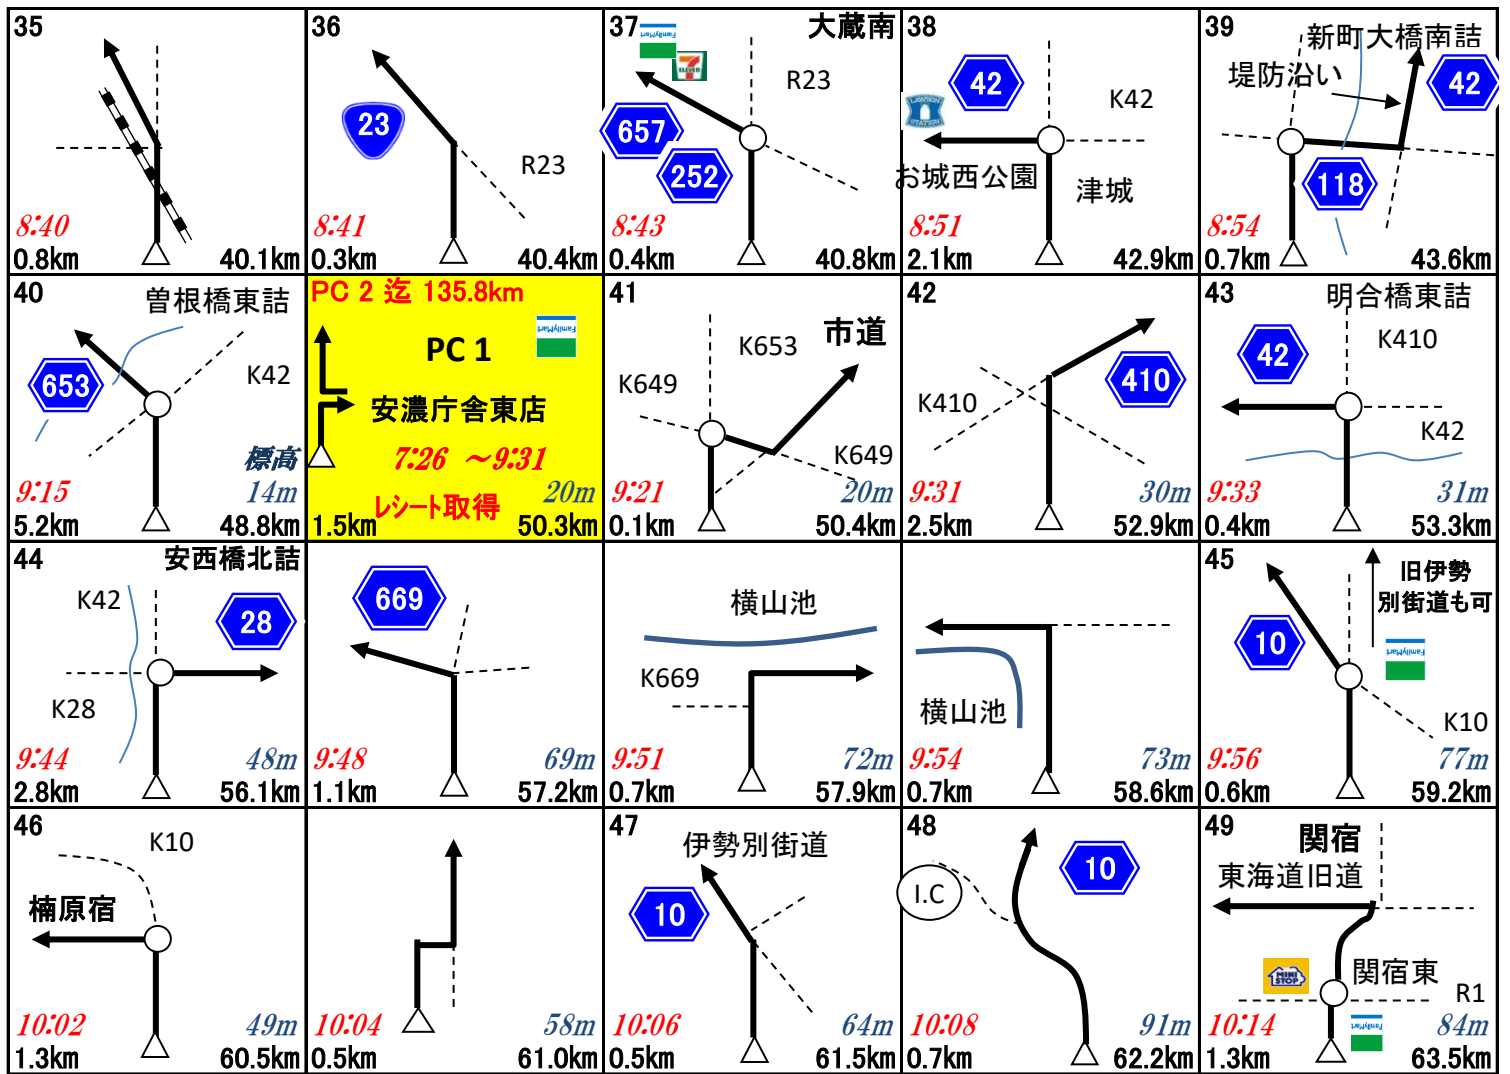 35
8:40
0.8km
40.1km
36
23
R23
8:41
0.3km
40.4km
37
大蔵南
FamilyMart
ELEVEN
R23
657
252
8:43
0.4km
40.8km
38
42
K42
LAWSON
STATION
お城西公園
津城
8:51
2.1km
42.9km
39
新町大橋南詰
堤防沿い
42
118
8:54
0.7km
43.6km
40
曽根橋東詰
K42
653
標高
9:15
14m
5.2km
48.8km
PC 2 迄 135.8km
FamilyMart
PC 1
安濃庁舎東店
7:26 ~9:31
レシート取得
20m
1.5km
50.3km
41
市道
K653
K649
K649
9:21
20m
0.1km
50.4km
42
410
K410
9:31
30m
2.5km
52.9km
43
明合橋東詰
K410
42
K42
9:33
31m
0.4km
53.3km
44
安西橋北詰
K42
28
K28
9:44
48m
2.8km
56.1km
669
9:48
69m
1.1km
57.2km
横山池
K669
9:51
72m
0.7km
57.9km
横山池
9:54
73m
0.7km
58.6km
45
旧伊勢
別街道も可
10
FamilyMart
K10
9:56
77m
0.6km
59.2km
46
K10
楠原宿
10:02
49m
1.3km
60.5km
10:04
58m
0.5km
61.0km
47
伊勢別街道
10
10:06
64m
0.5km
61.5km
48
10
I.C
10:08
91m
0.7km
62.2km
49
関宿
東海道旧道
MINI
STOP
関宿東
R1
FamilyMart
10:14
84m
1.3km
63.5km